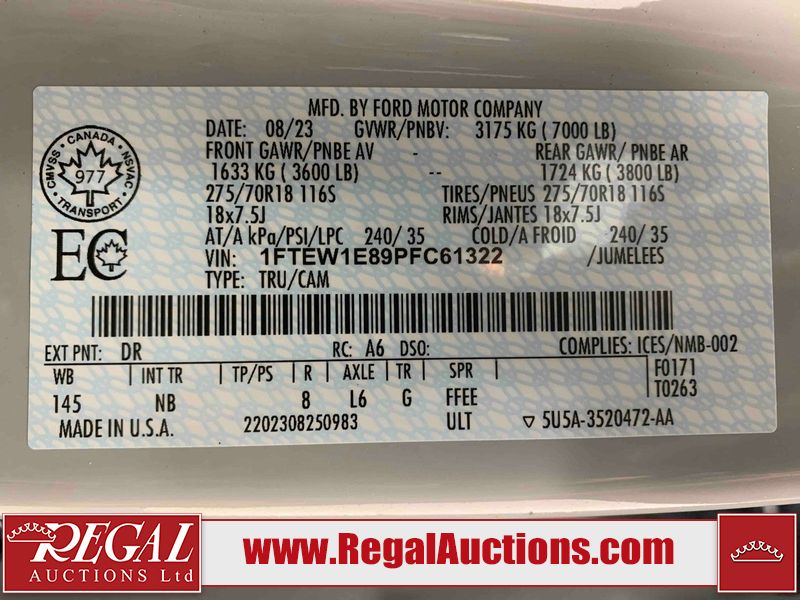 MFD. BY FORD MOTOR COMPANY
DATE: 08/23 GVWR/PNBV: 3175 KG ( 7000 LB)
FRONT GAWR/PNBE AV - REAR GAWR/ PNBE AR
1633 KG ( 3600 LB) -- 1724 KG ( 3800 LB)
275/70R18 116S TIRES/PNEUS 275/70R18 116S
18x7.5J RIMS/JANTES 18x7.5J
AT/A kPa/PSI/LPC 240/ 35 COLD/A FROID 240/ 35
VIN: 1FTEW1E89PFC61322 /JUMELEES
TYPE: TRU/CAM
CMVSS - CANADA - NSVAC
977
TRANSPORT
EC
EXT PNT: DR RC: A6 DSO: COMPLIES: ICES/NMB-002
WB INT TR TP/PS R AXLE TR SPR F0171
T0263
145 NB 8 L6 G FFEE
MADE IN U.S.A. 2202308250983 ULT 5U5A-3520472-AA
REGAL
AUCTIONS Ltd
www.RegalAuctions.com